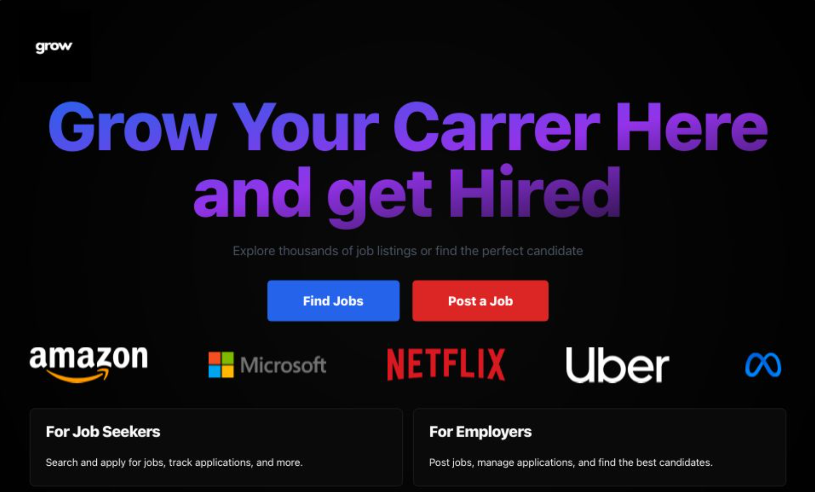 grow
Grow Your Carrer Here
and get Hired
Explore thousands of job listings or find the perfect candidate
Find Jobs Post a Job
amazon Microsoft NETFLIX Uber
For Job Seekers For Employers
Search and apply for jobs, track applications, and more. Post jobs, manage applications, and find the best candidates.